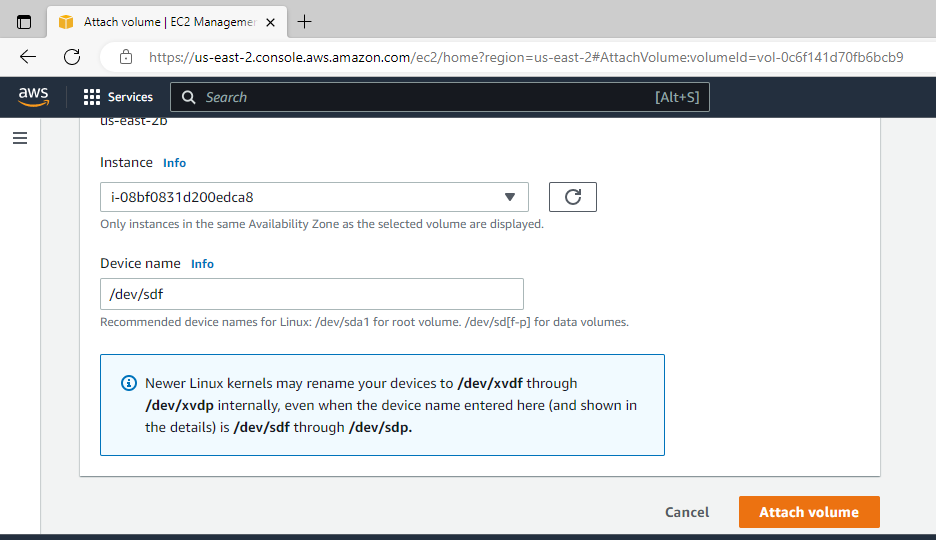 Attach volume | EC2 Managemen
https://us-east-2.console.aws.amazon.com/ec2/home?region=us-east-2#AttachVolume:volumeId=vol-0c6f141d70fb6bcb9
aws
Services
Search
[Alt+S]
us-east-2b
Instance Info
i-08bf0831d200edca8
Only instances in the same Availability Zone as the selected volume are displayed.
Device name Info
/dev/sdf
Recommended device names for Linux: /dev/sda1 for root volume. /dev/sd[f-p] for data volumes.
Newer Linux kernels may rename your devices to /dev/xvdf through
/dev/xvdp internally, even when the device name entered here (and shown in
the details) is /dev/sdf through /dev/sdp.
Cancel
Attach volume